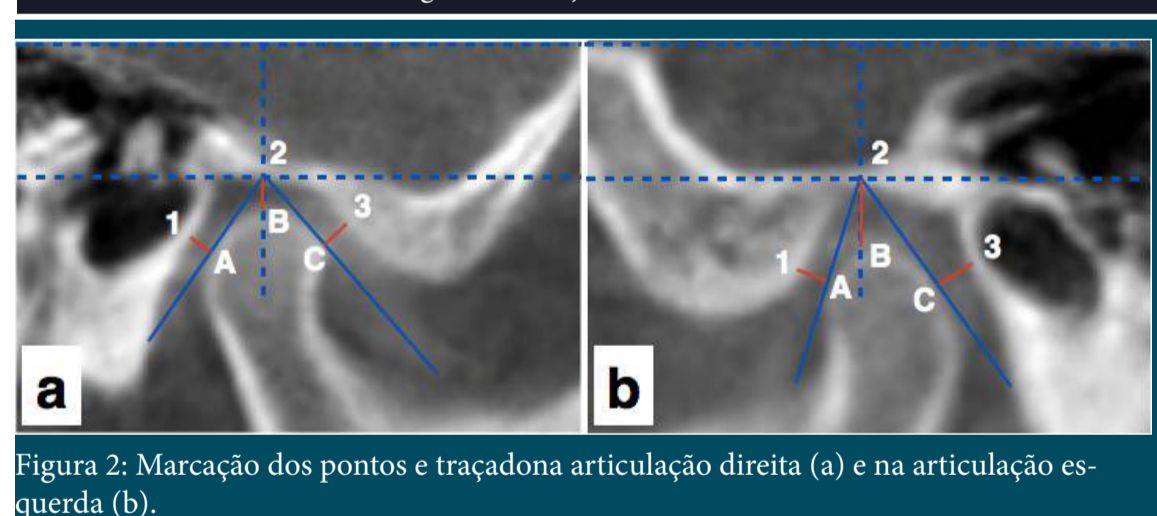 2
1
3
B
A
C
a
2
3
1
B
A
C
b
Figura 2: Marcação dos pontos e traçadona articulação direita (a) e na articulação es-
querda (b).